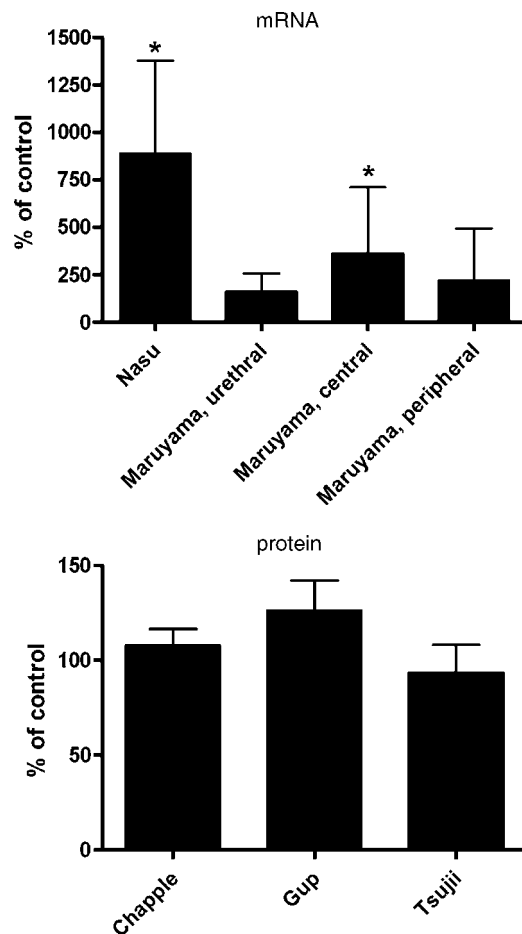 mRNA
% of control
1500
1250
1000
750
500
250
0
*
*
Nasu
Maruyama, urethral
Maruyama, central
Maruyama, peripheral
protein
% of control
150
100
50
0
Chapple
Gup
Tsujii